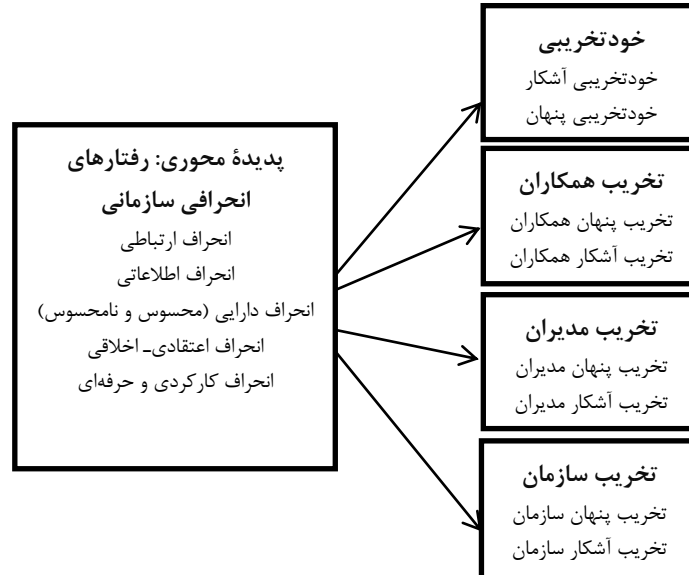 پدیدۀ محوری: رفتارهای
انحرافی سازمانی
انحراف ارتباطی
انحراف اطلاعاتی
انحراف دارایی (محسوس و نامحسوس)
انحراف اعتقادی- اخلاقی
انحراف کارکردی و حرفه‌ای
خودتخریبی
خودتخریبی آشکار
خودتخریبی پنهان
تخریب همکاران
تخریب پنهان همکاران
تخریب آشکار همکاران
تخریب مدیران
تخریب پنهان مدیران
تخریب آشکار مدیران
تخریب سازمان
تخریب پنهان سازمان
تخریب آشکار سازمان